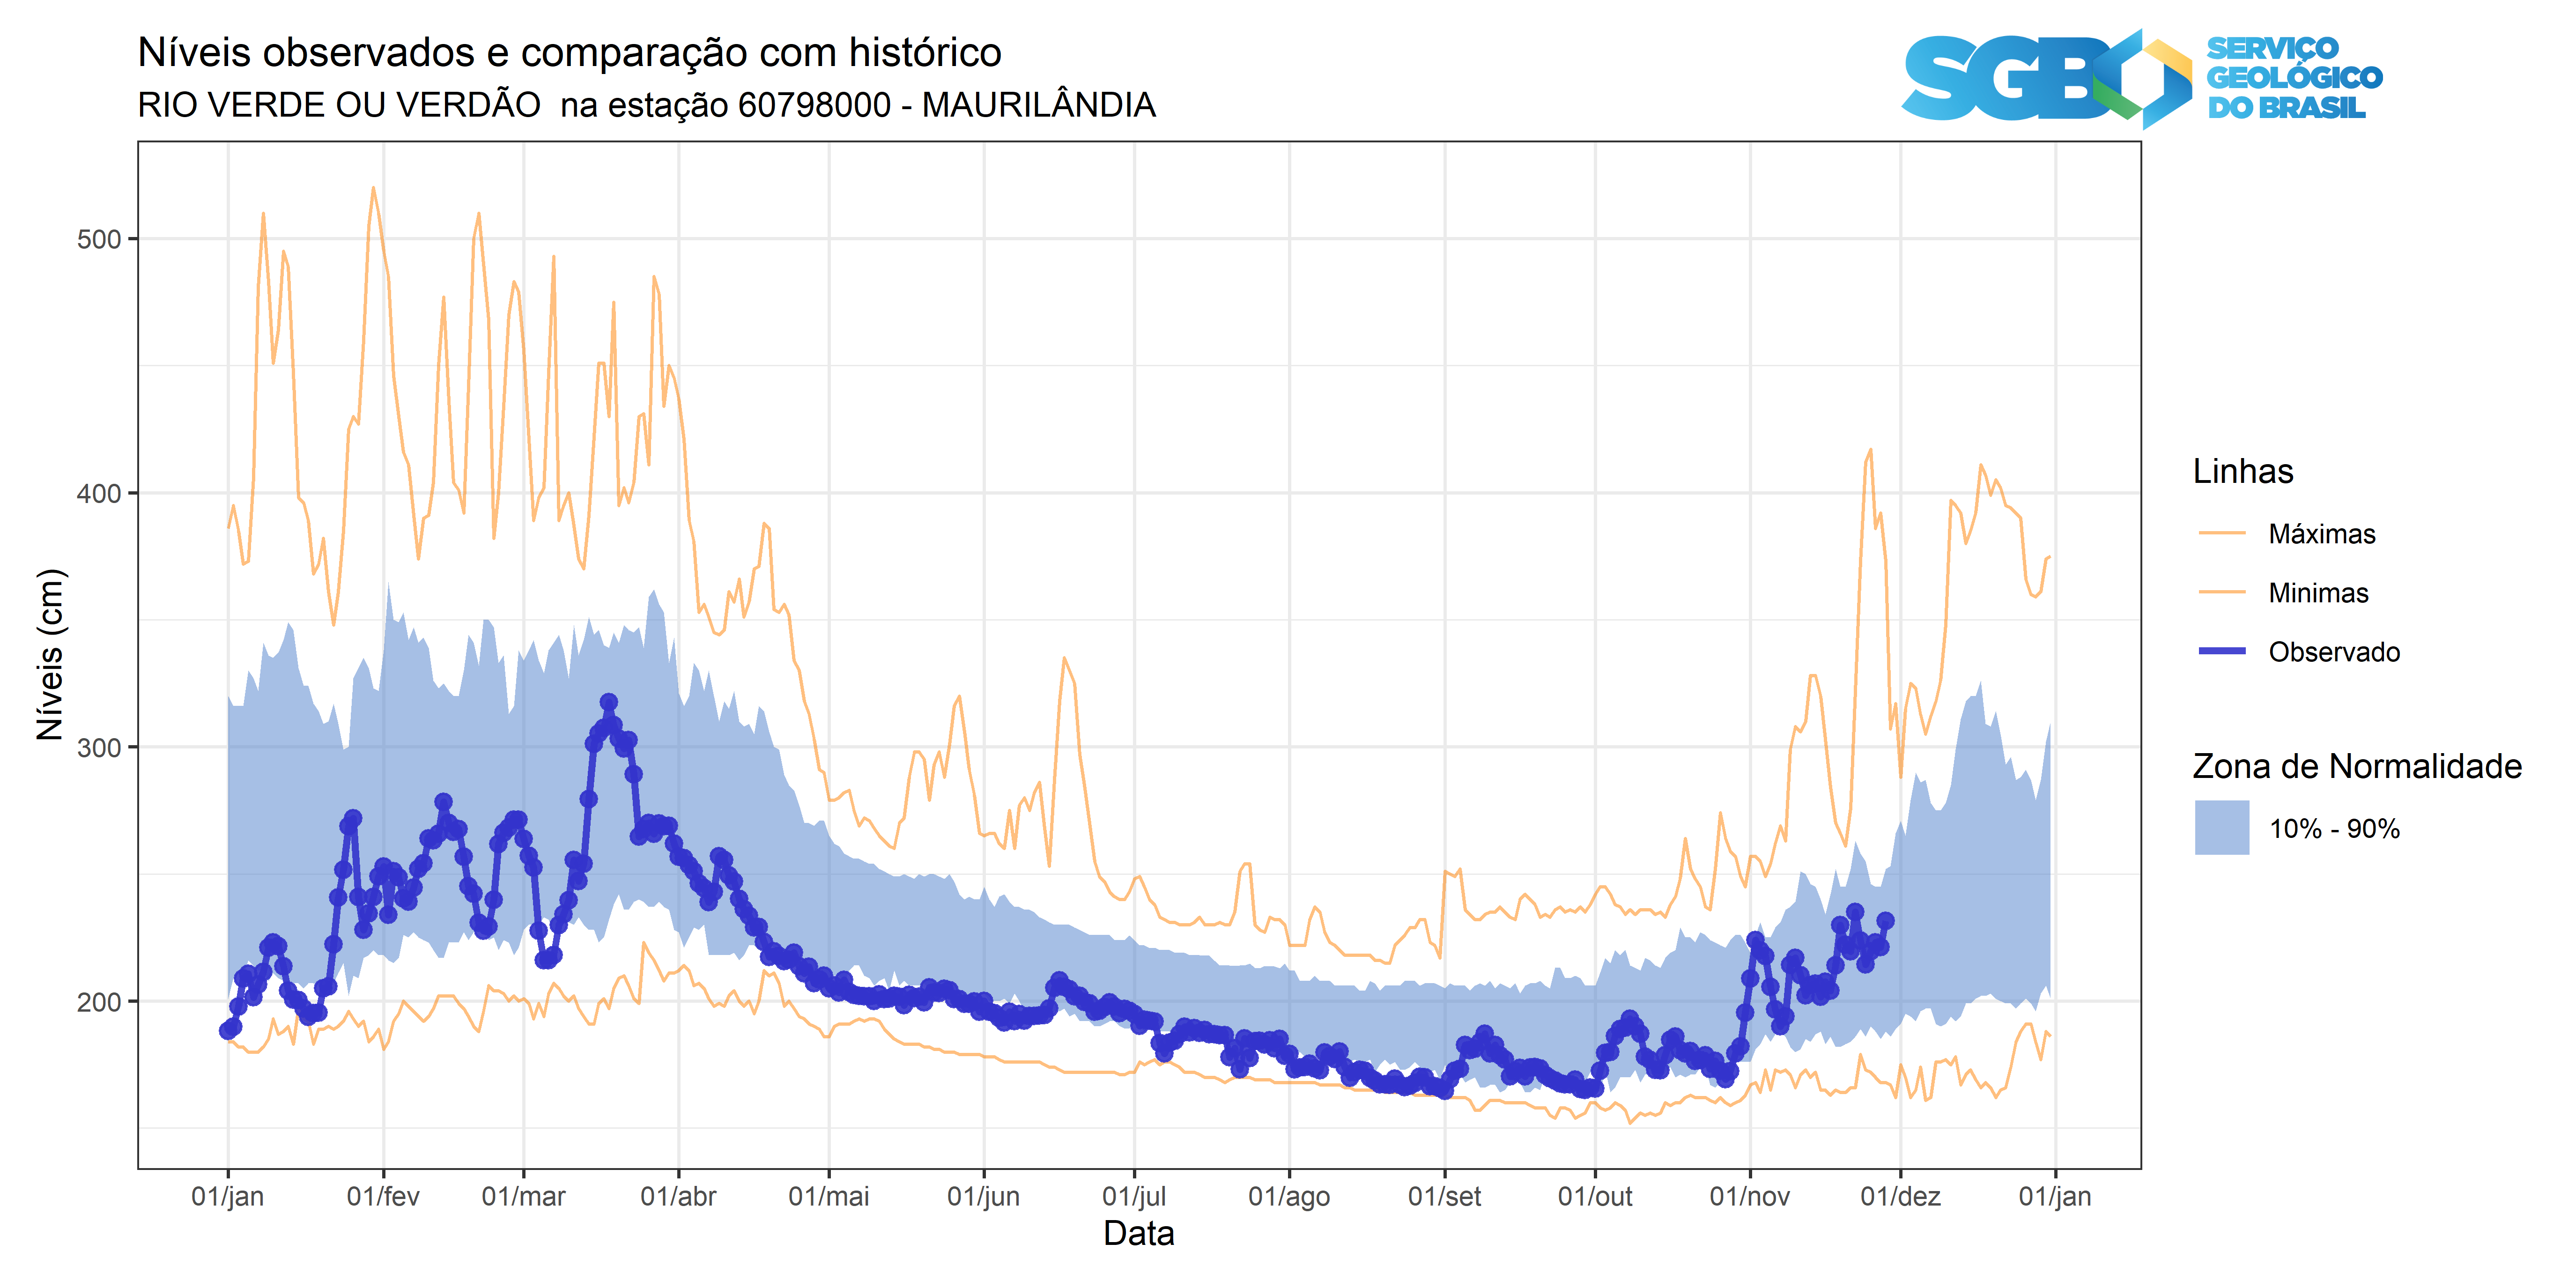 Níveis observados e comparação com histórico
RIO VERDE OU VERDÃO  na estação 60798000 - MAURILÂNDIA
SGB
SERVIÇO
GEOLÓGICO
DO BRASIL
Níveis (cm)
500
400
300
200
01/jan
01/fev
01/mar
01/abr
01/mai
01/jun
01/jul
01/ago
01/set
01/out
01/nov
01/dez
01/jan
Data
Linhas
Máximas
Minimas
Observado
Zona de Normalidade
10% - 90%